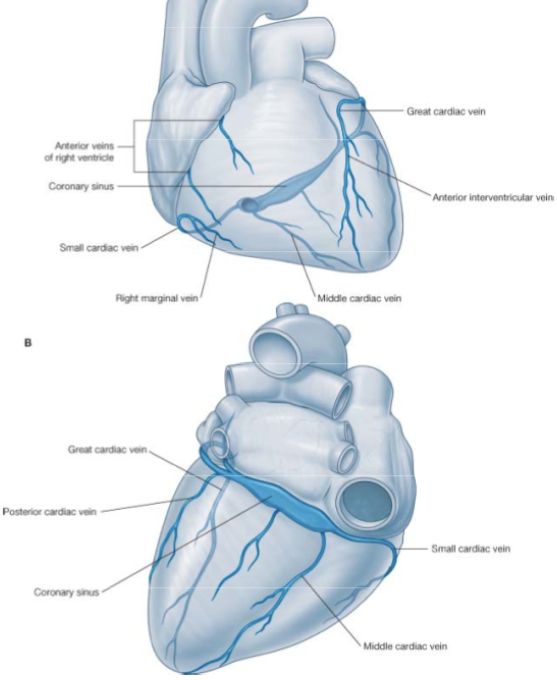 Great cardiac vein
Anterior veins
of right ventricle
Coronary sinus
Anterior interventricular vein
Small cardiac vein
Right marginal vein
Middle cardiac vein
B
Great cardiac vein
Posterior cardiac vein
Small cardiac vein
Coronary sinus
Middle cardiac vein